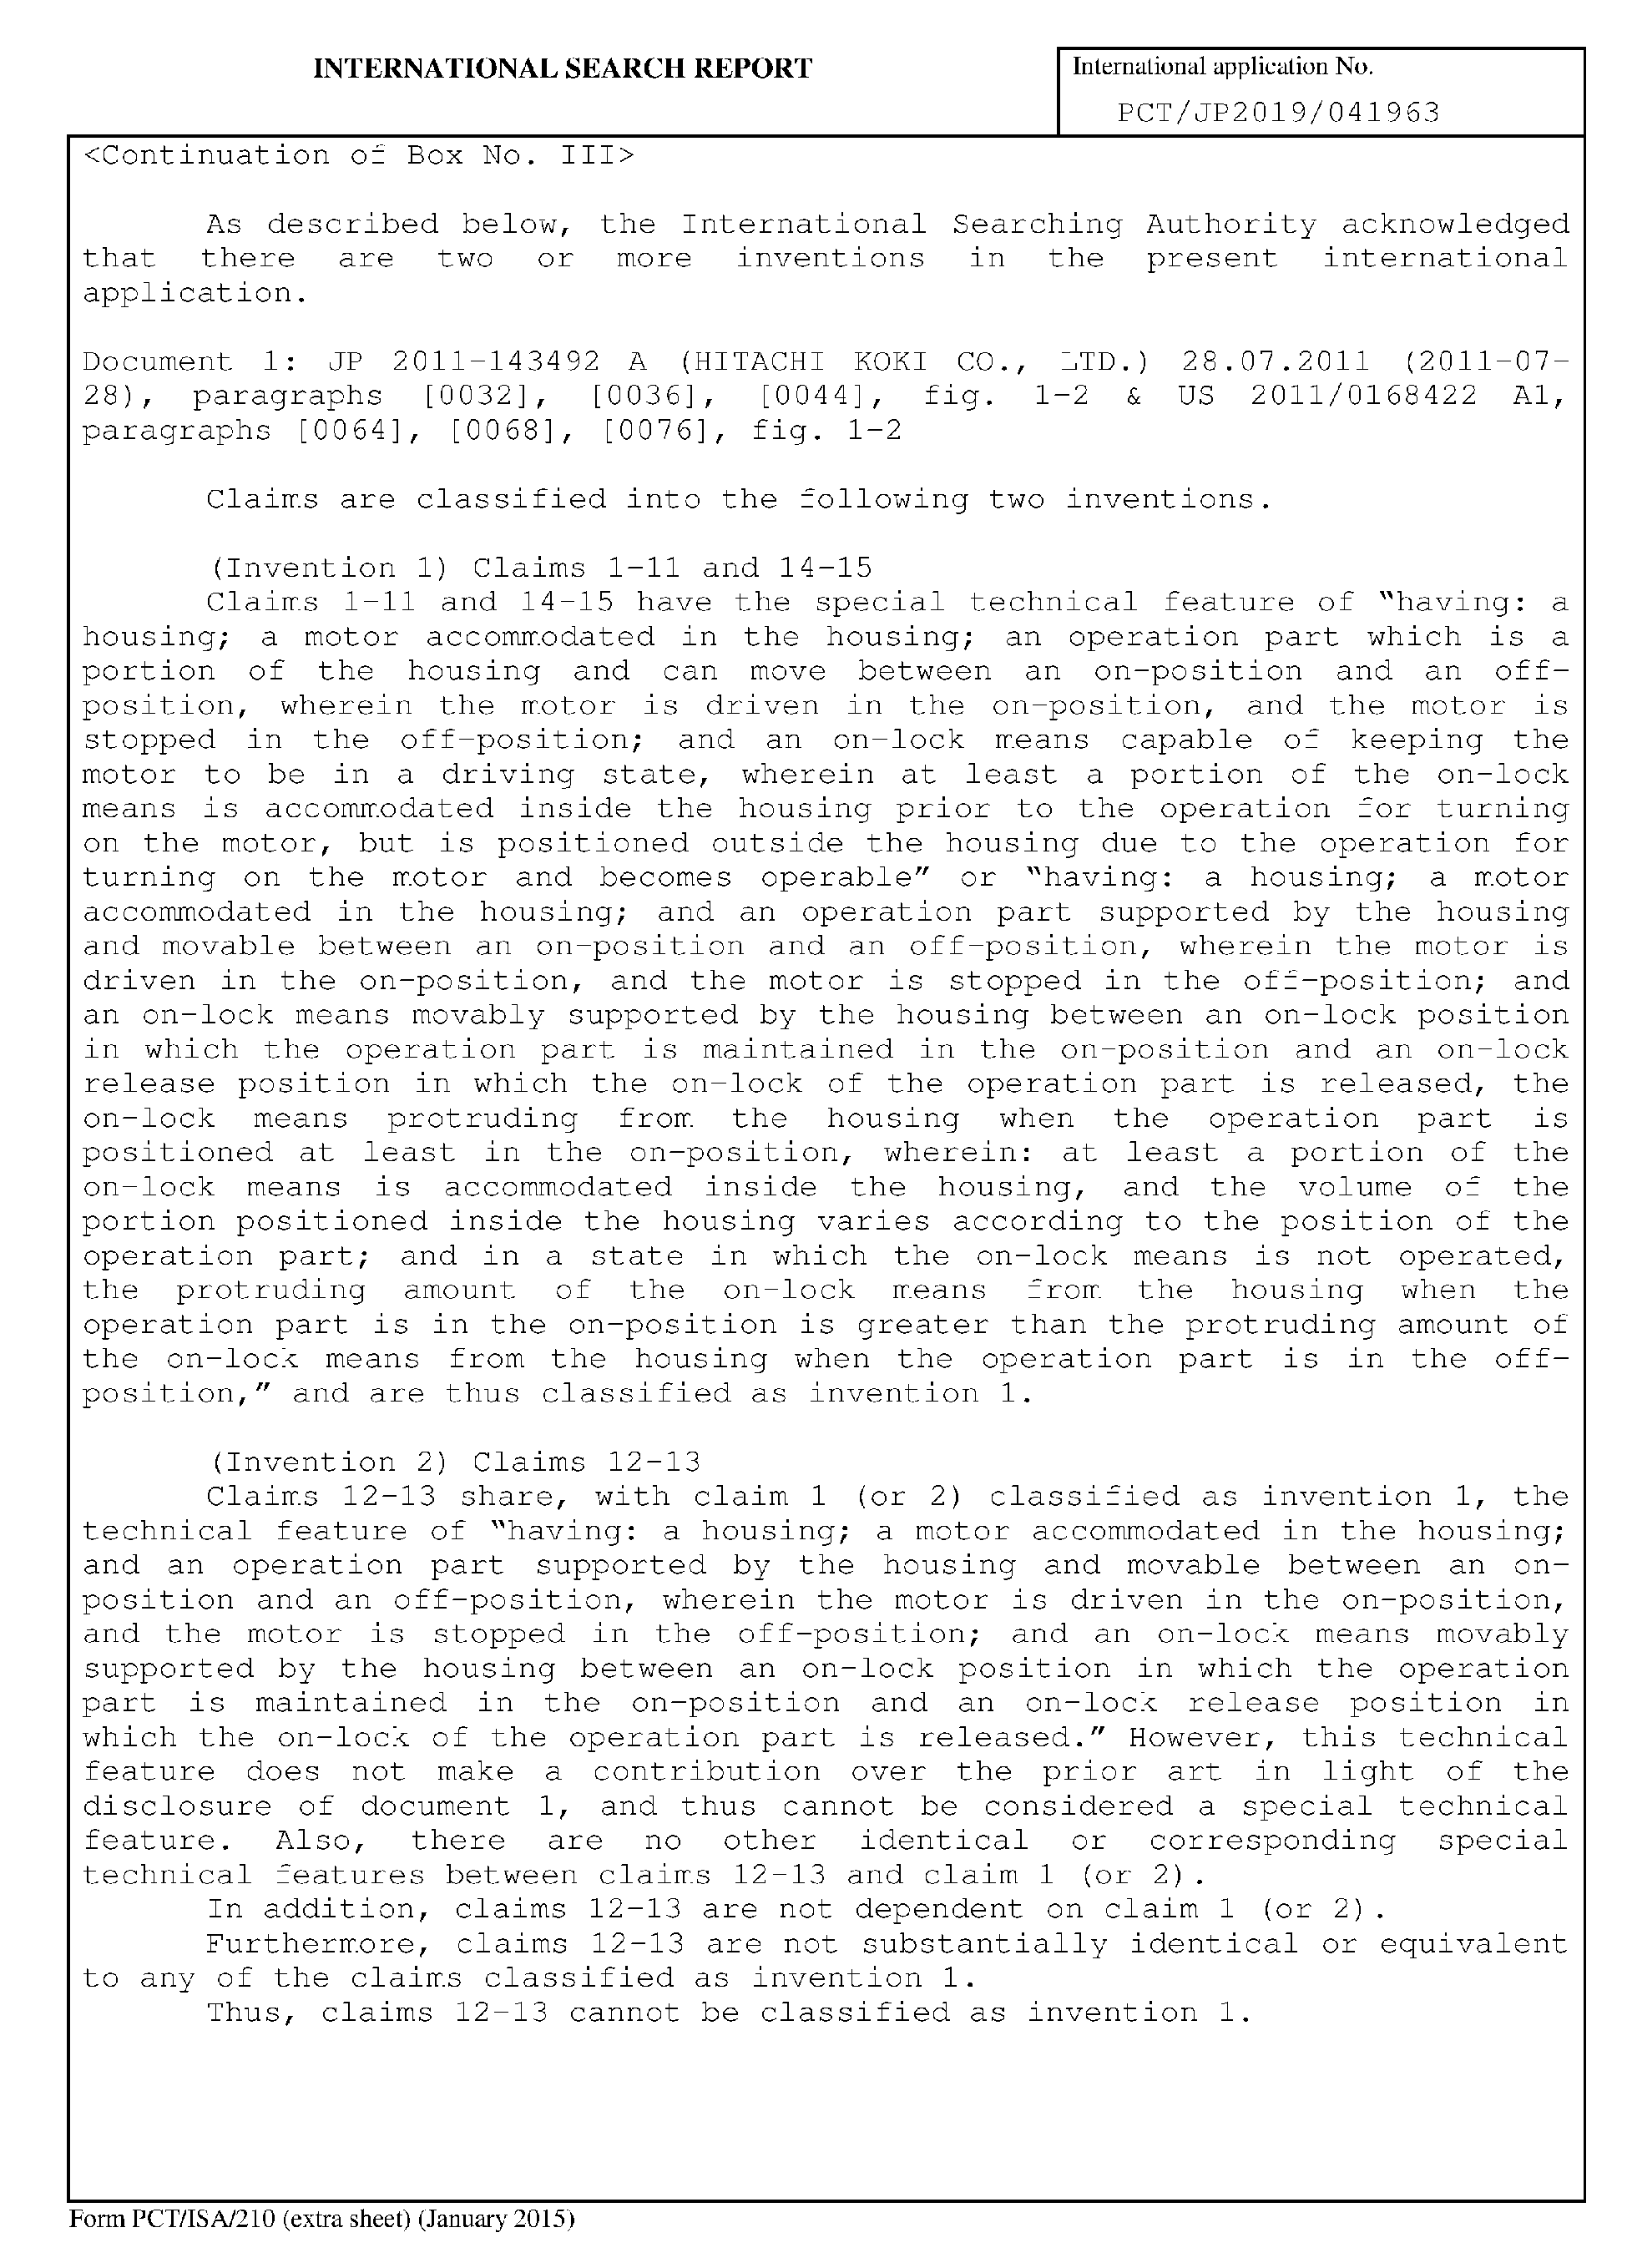 INTERNATIONAL SEARCH REPORT
International application No.
PCT/JP2019/041963
<Continuation of Box No. III>
As described below, the International Searching Authority acknowledged
that there are two or more inventions in the present international
application.
Document 1: JP 2011-143492 A (HITACHI KOKI CO., LTD.) 28.07.2011 (2011-07-
28), paragraphs [0032], [0036], [0044], fig. 1-2 & US 2011/0168422 A1,
paragraphs [0064], [0068], [0076], fig. 1-2
Claims are classified into the following two inventions.
(Invention 1) Claims 1-11 and 14-15
Claims 1-11 and 14-15 have the special technical feature of "having: a
housing; a motor accommodated in the housing; an operation part which is a
portion of the housing and can move between an on-position and an off-
position, wherein the motor is driven in the on-position, and the motor is
stopped in the off-position; and an on-lock means capable of keeping the
motor to be in a driving state, wherein at least a portion of the on-lock
means is accommodated inside the housing prior to the operation for turning
on the motor, but is positioned outside the housing due to the operation for
turning on the motor and becomes operable" or "having: a housing; a motor
accommodated in the housing; and an operation part supported by the housing
and movable between an on-position and an off-position, wherein the motor is
driven in the on-position, and the motor is stopped in the off-position; and
an on-lock means movably supported by the housing between an on-lock position
in which the operation part is maintained in the on-position and an on-lock
release position in which the on-lock of the operation part is released, the
on-lock means protruding from the housing when the operation part is
positioned at least in the on-position, wherein: at least a portion of the
on-lock means is accommodated inside the housing, and the volume of the
portion positioned inside the housing varies according to the position of the
operation part; and in a state in which the on-lock means is not operated,
the protruding amount of the on-lock means from the housing when the
operation part is in the on-position is greater than the protruding amount of
the on-lock means from the housing when the operation part is in the off-
position," and are thus classified as invention 1.
(Invention 2) Claims 12-13
Claims 12-13 share, with claim 1 (or 2) classified as invention 1, the
technical feature of "having: a housing; a motor accommodated in the housing;
and an operation part supported by the housing and movable between an on-
position and an off-position, wherein the motor is driven in the on-position,
and the motor is stopped in the off-position; and an on-lock means movably
supported by the housing between an on-lock position in which the operation
part is maintained in the on-position and an on-lock release position in
which the on-lock of the operation part is released." However, this technical
feature does not make a contribution over the prior art in light of the
disclosure of document 1, and thus cannot be considered a special technical
feature. Also, there are no other identical or corresponding special
technical features between claims 12-13 and claim 1 (or 2).
In addition, claims 12-13 are not dependent on claim 1 (or 2).
Furthermore, claims 12-13 are not substantially identical or equivalent
to any of the claims classified as invention 1.
Thus, claims 12-13 cannot be classified as invention 1.
Form PCT/ISA/210 (extra sheet) (January 2015)